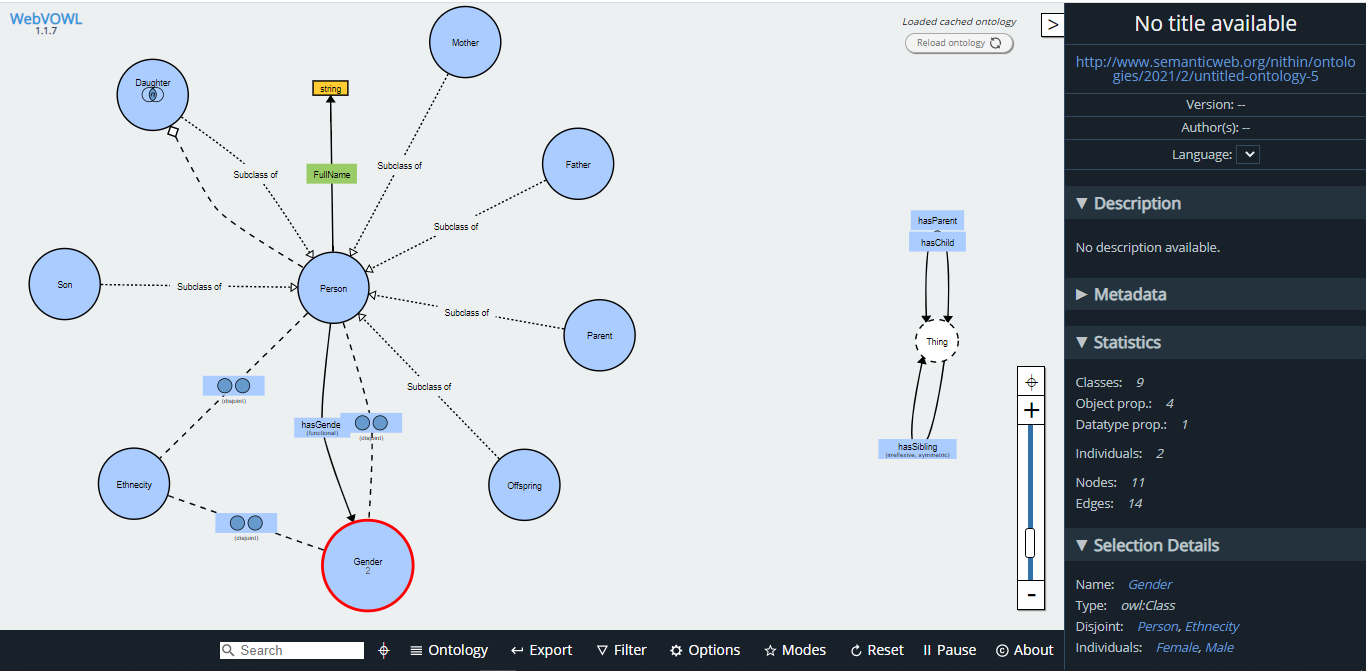 WebVOWL
1.1.7
Loaded cached ontology
Reload ontology
>
Mother
Daughter
string
Subclass of
FullName
Subclass of
Father
Subclass of
Son
Subclass of
Person
Subclass of
Parent
Subclass of
(disjoint)
hasGende
(functional)
(disjoint)
Ethnecity
Offspring
(disjoint)
Gender
2
hasParent
hasChild
Thing
hasSibling
(irreflexive, symmetric)
+
-
Search
Ontology
Export
Filter
Options
Modes
Reset
Pause
About
No title available
http://www.semanticweb.org/nithin/ontolo
gies/2021/2/untitled-ontology-5
Version: --
Author(s): --
Language:
Description
No description available.
Metadata
Statistics
Classes: 9
Object prop.: 4
Datatype prop.: 1
Individuals: 2
Nodes: 11
Edges: 14
Selection Details
Name: Gender
Type: owl:Class
Disjoint: Person, Ethnecity
Individuals: Female, Male